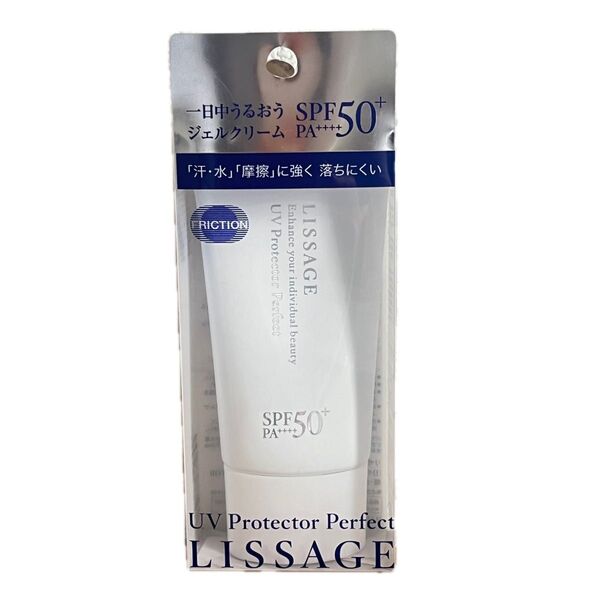 一日中うるおう
ジェルクリーム
SPF50+
PA++++
「汗・水」「摩擦」に強く 落ちにくい
FRICTION
LISSAGE
Enhance your individual beauty
UV Protector Perfect
SPF50+
PA++++
UV Protector Perfect
LISSAGE